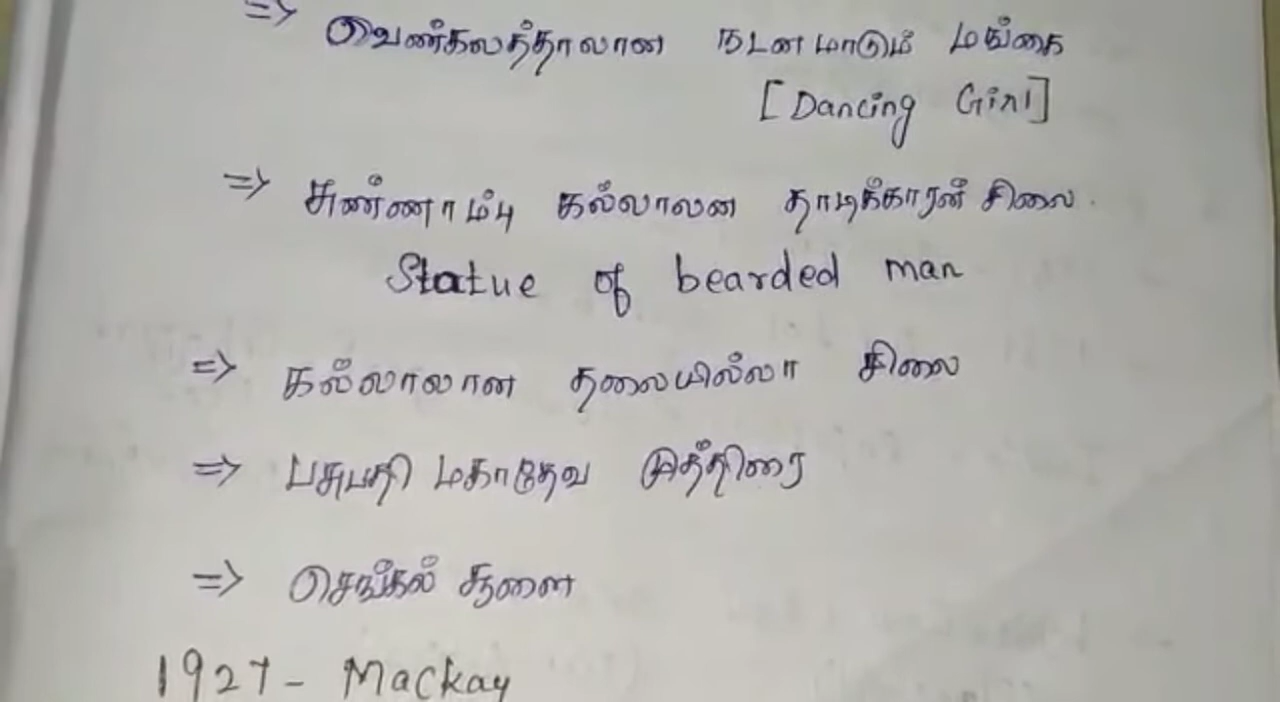 => வெண்கலத்தாலான நடனமாடும் மங்கை
[Dancing Girl]
=> சுண்ணாம்பு கல்லாலன தாடிக்காரன் சிலை.
Statue of bearded man
=> கல்லாலான தலையில்லா சிலை
=> பசுபதி மகாதேவ முத்திரை
=> செங்கல் சூளை
1927 - Mackay